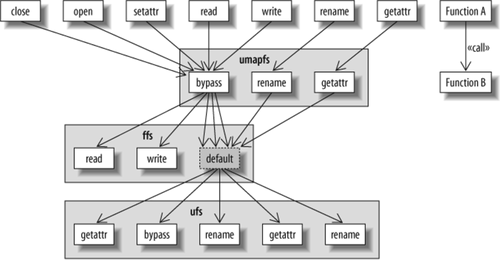 close open setattr read write rename getattr Function A
«call»
umapfs
bypass rename getattr Function B
ffs
read write default
ufs
getattr bypass rename getattr rename